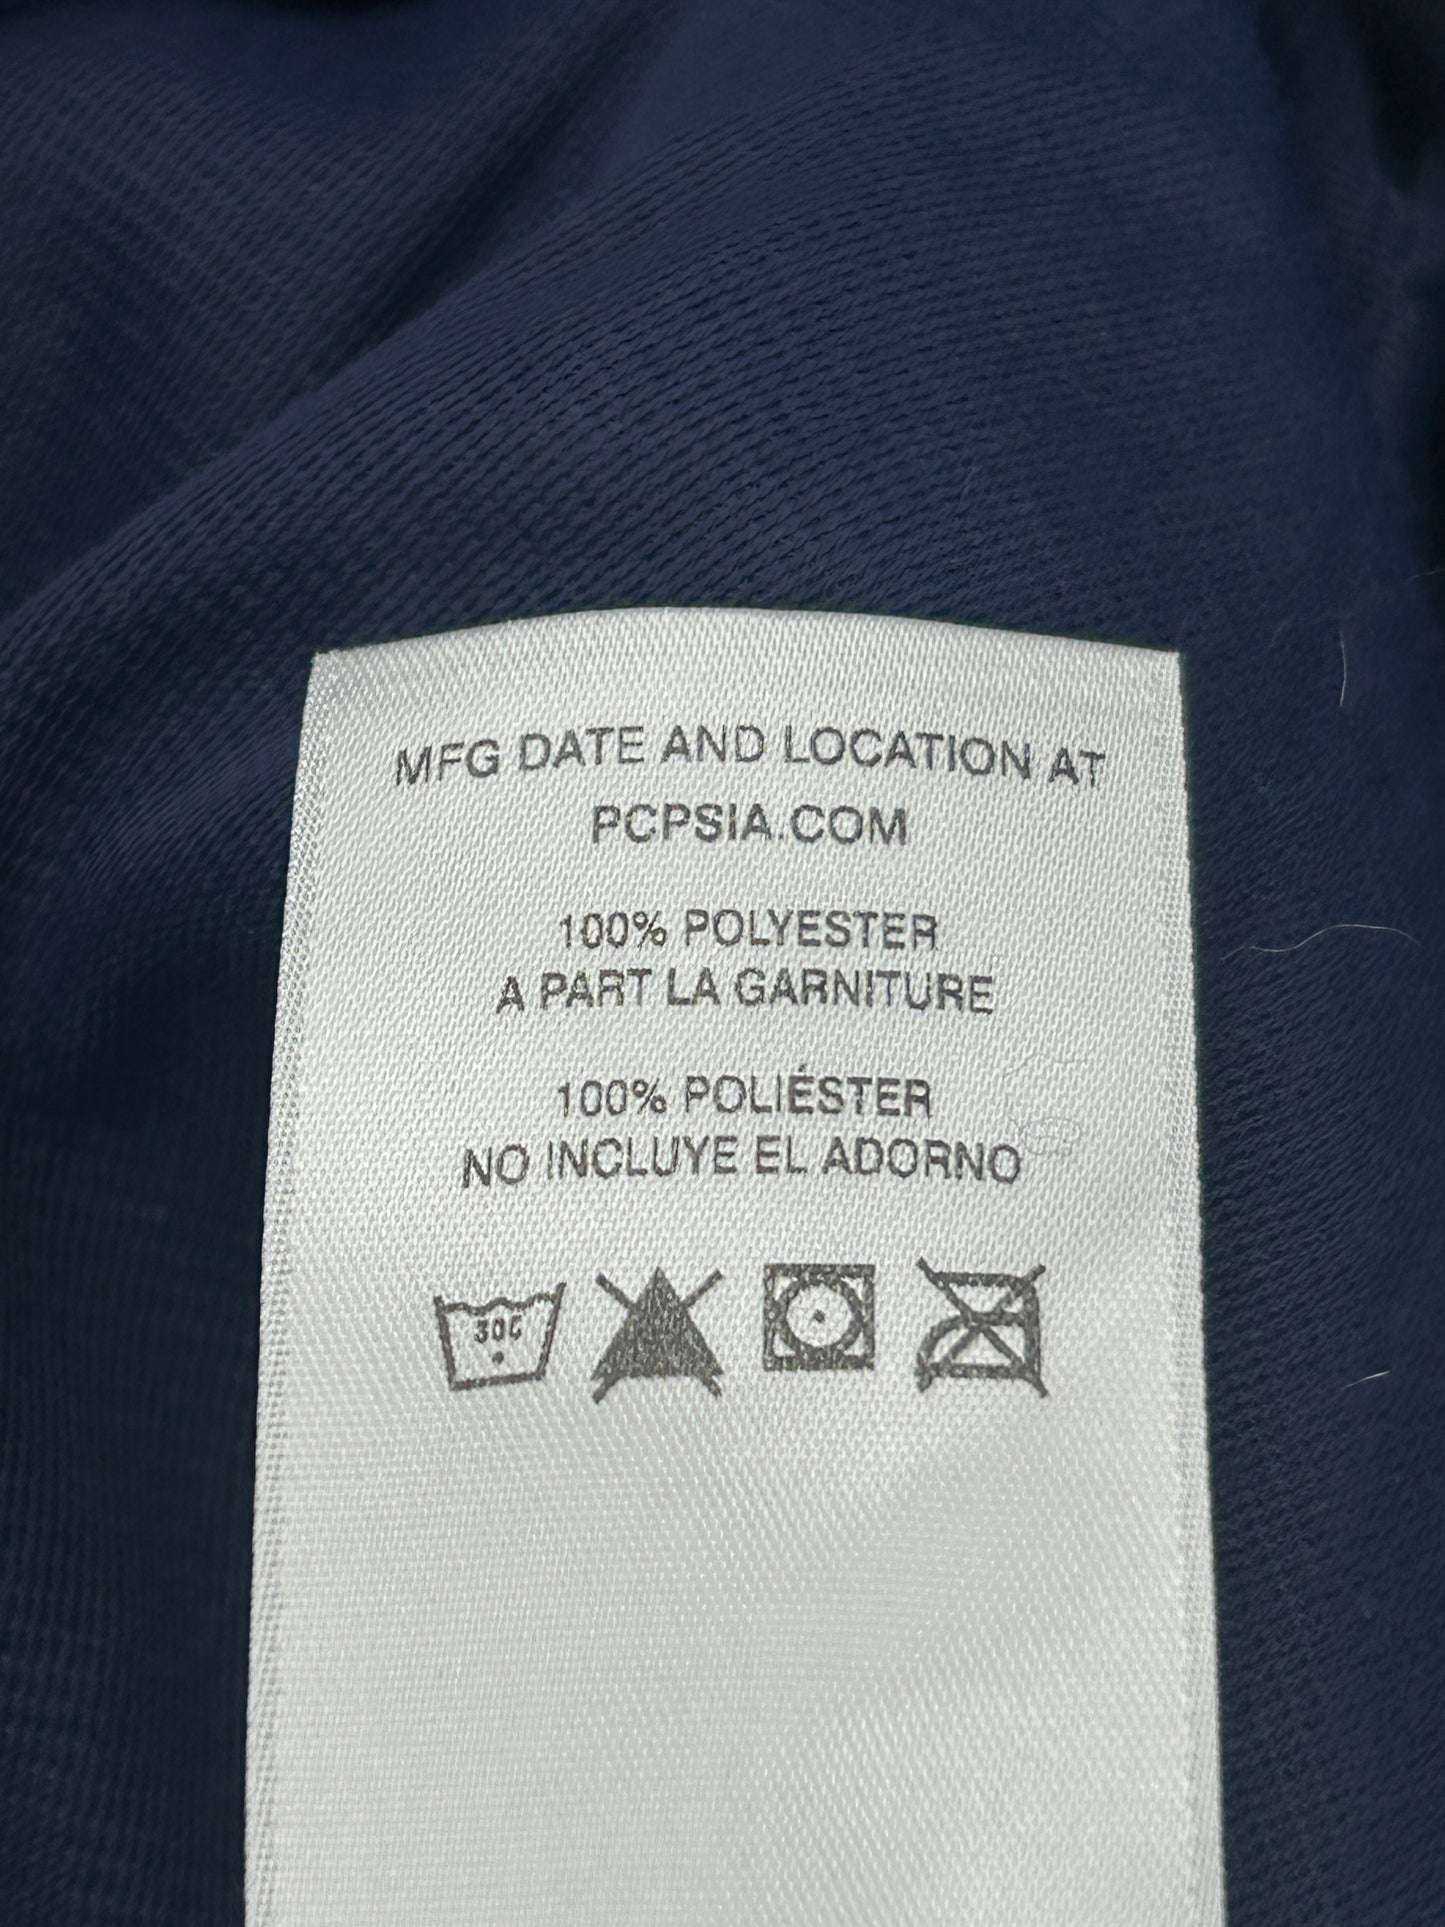 MFG DATE AND LOCATION AT
PCPSIA.COM
100% POLYESTER
A PART LA GARNITURE
100% POLIÉSTER
NO INCLUYE EL ADORNO
30C